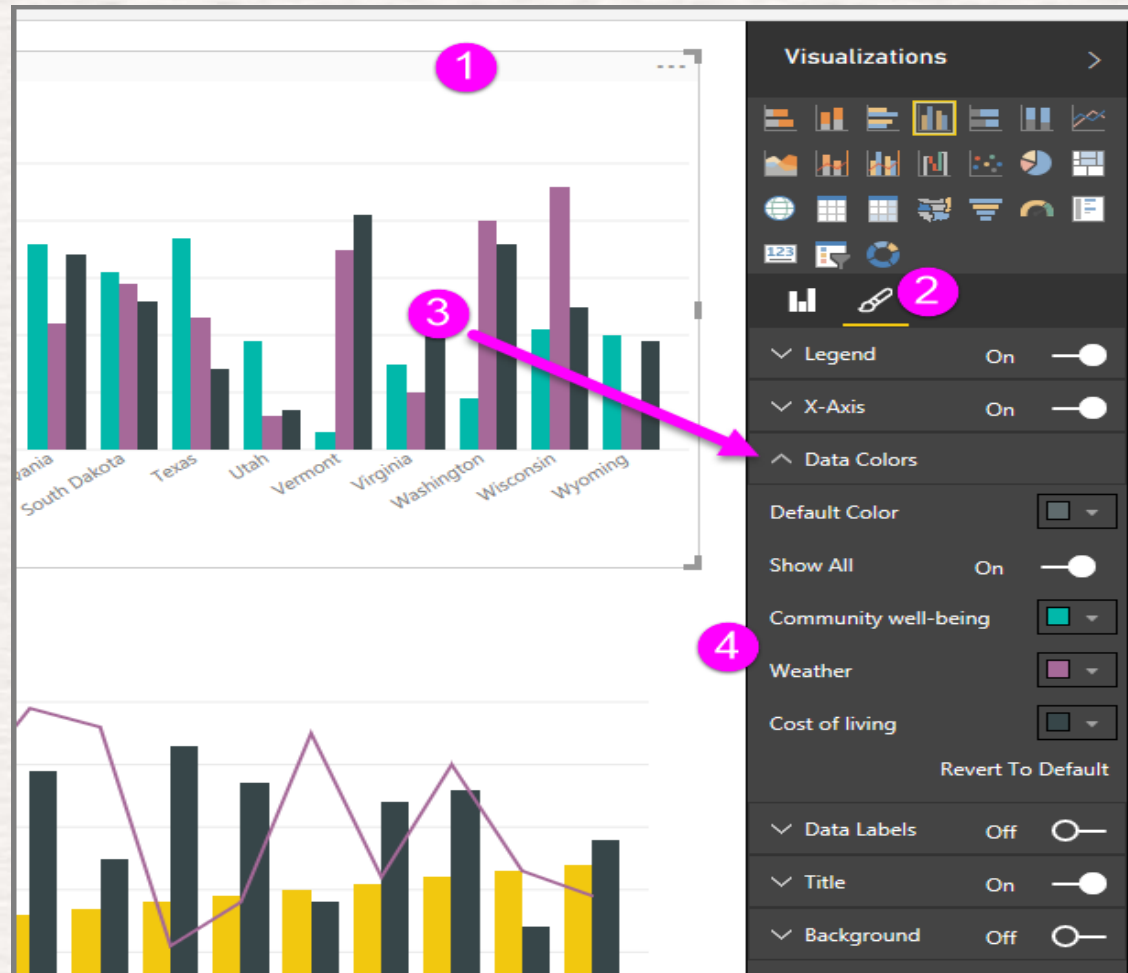 1
Visualizations
123
2
3
Legend On
X-Axis On
vania
South Dakota
Texas
Utah
Vermont
Virginia
Washington
Wisconsin
Wyoming
Data Colors
Default Color
Show All On
Community well-being
4
Weather
Cost of living
Revert To Default
Data Labels Off
Title On
Background Off